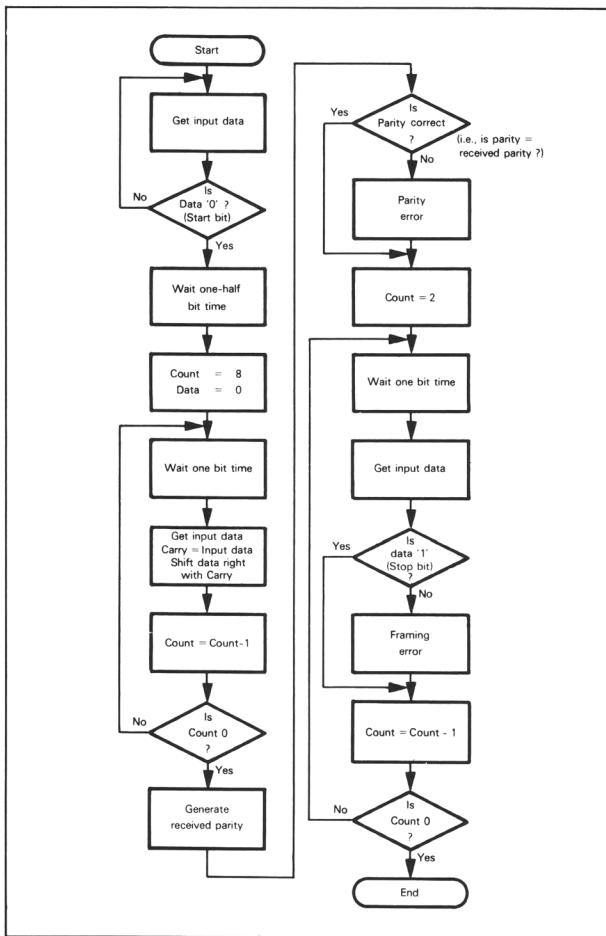 Start
Get input data
Is
Data '0' ?
(Start bit)
No
Yes
Wait one-half
bit time
Count = 8
Data = 0
Wait one bit time
Get input data
Carry = Input data
Shift data right
with Carry
Count = Count-1
Is
Count 0
?
No
Yes
Generate
received parity
Is
Parity correct
?
Yes
(i.e., is parity =
received parity ?)
No
Parity
error
Count = 2
Wait one bit time
Get input data
Is
data '1'
(Stop bit)
?
Yes
No
Framing
error
Count = Count - 1
Is
Count 0
?
No
Yes
End